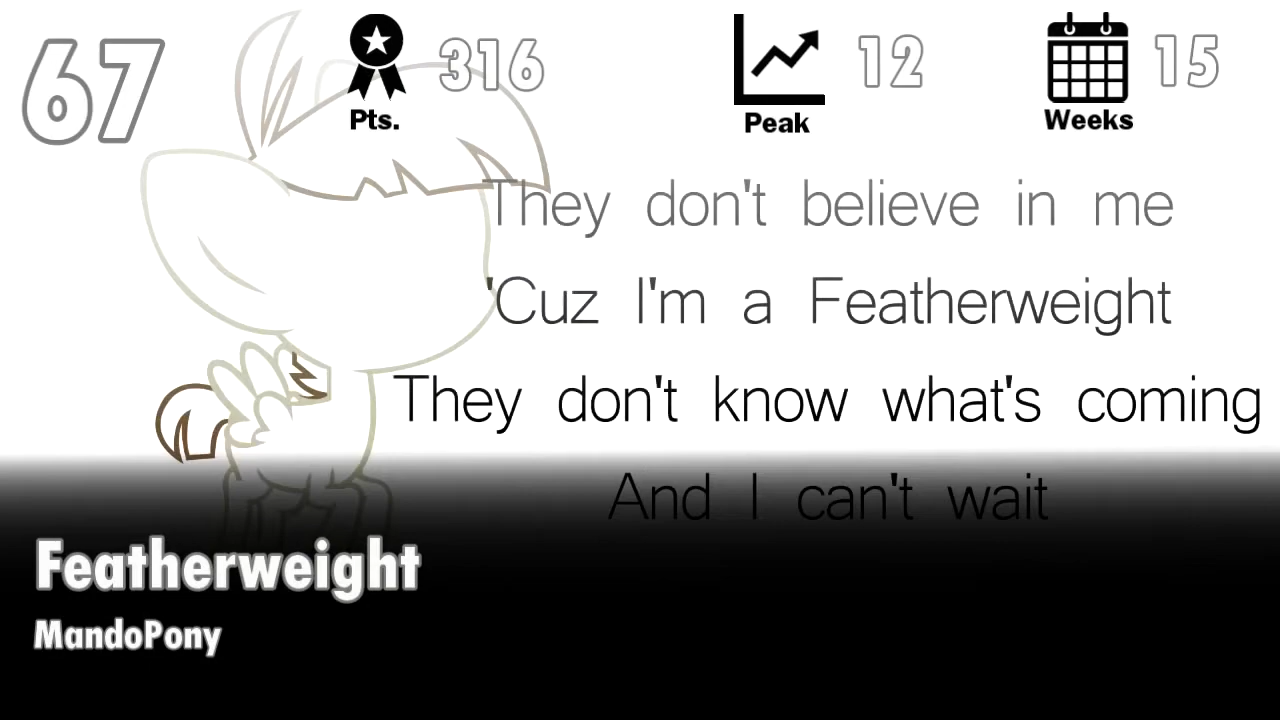 67
316
Pts.
12
Peak
15
Weeks
They don't believe in me
'Cuz I'm a Featherweight
They don't know what's coming
And I can't wait
Featherweight
MandoPony